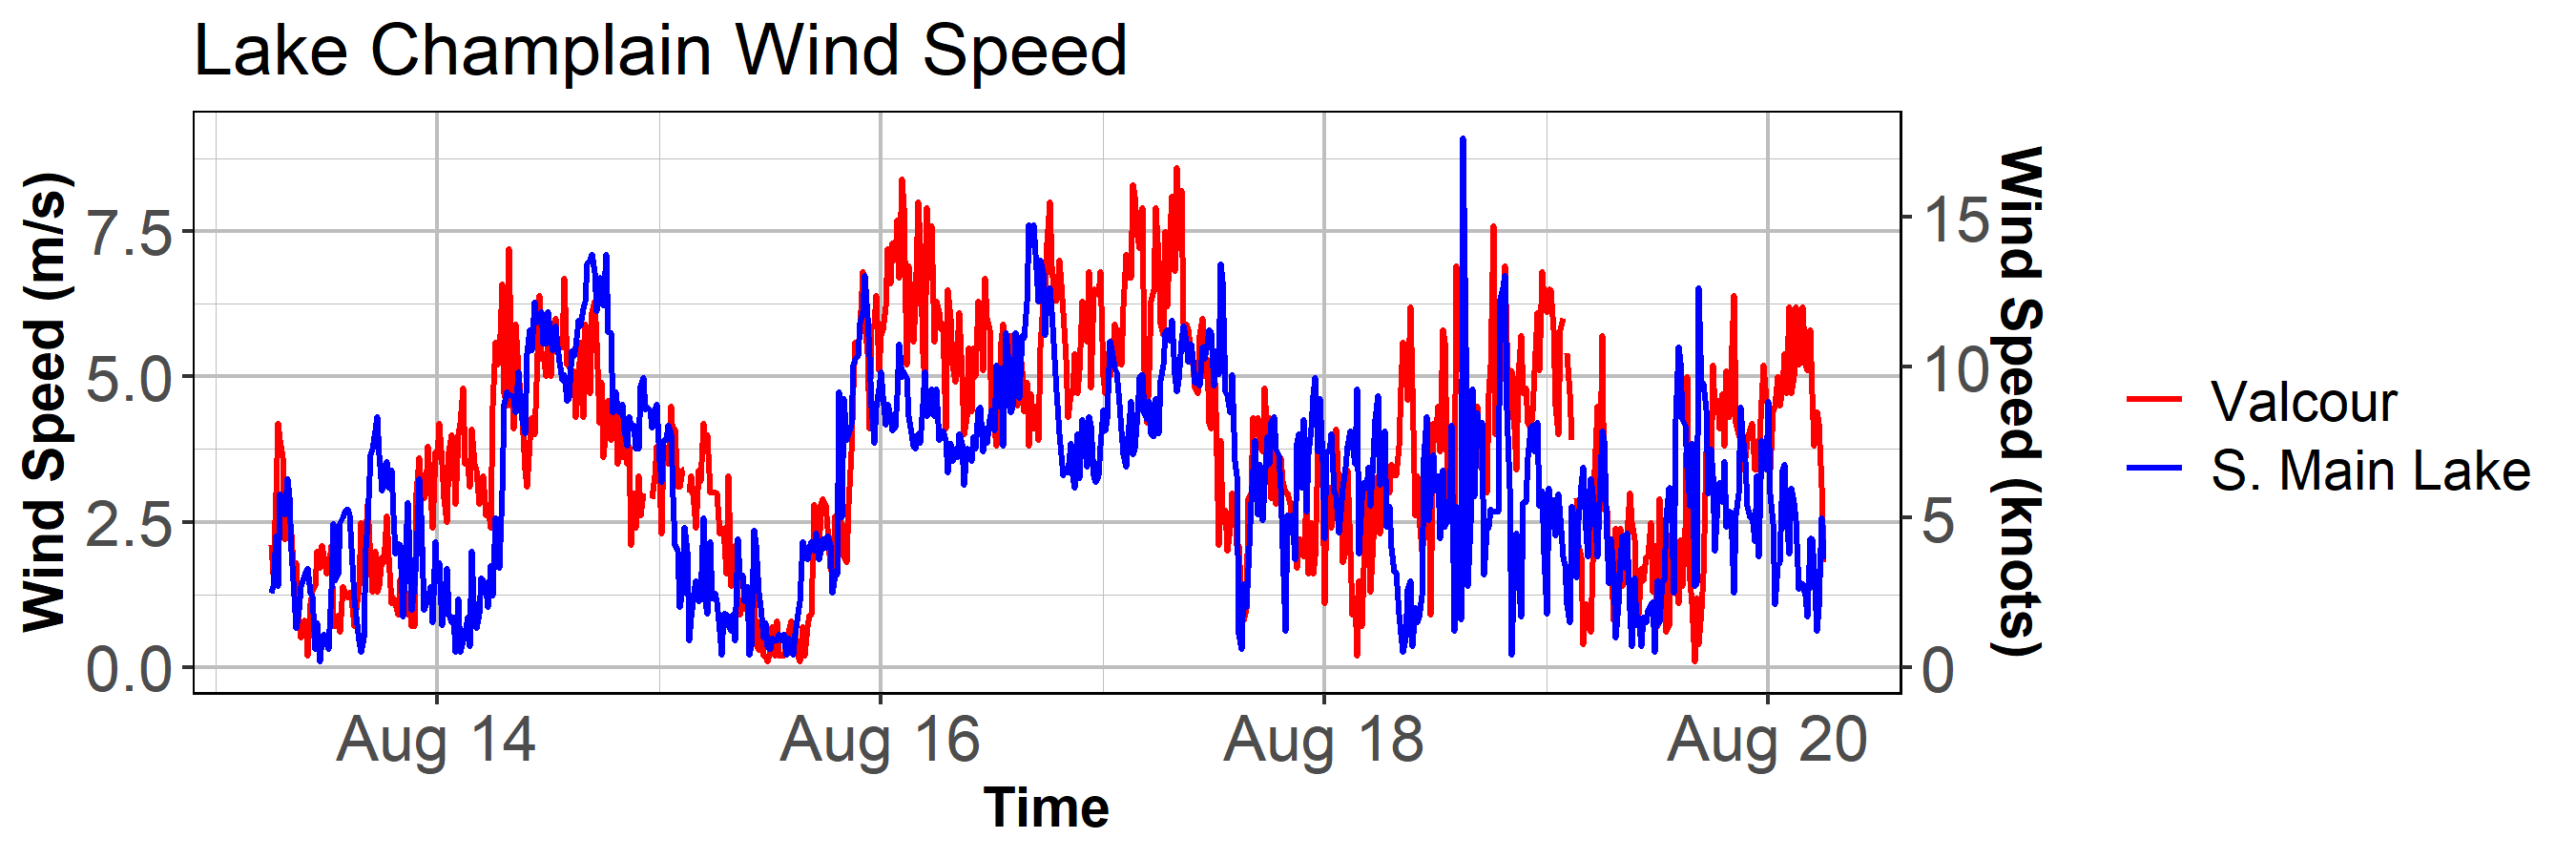 Lake Champlain Wind Speed
Wind Speed (m/s)
7.5
5.0
2.5
0.0
15
10
5
0
Wind Speed (knots)
Aug 14 Aug 16 Aug 18 Aug 20
Time
Valcour
S. Main Lake